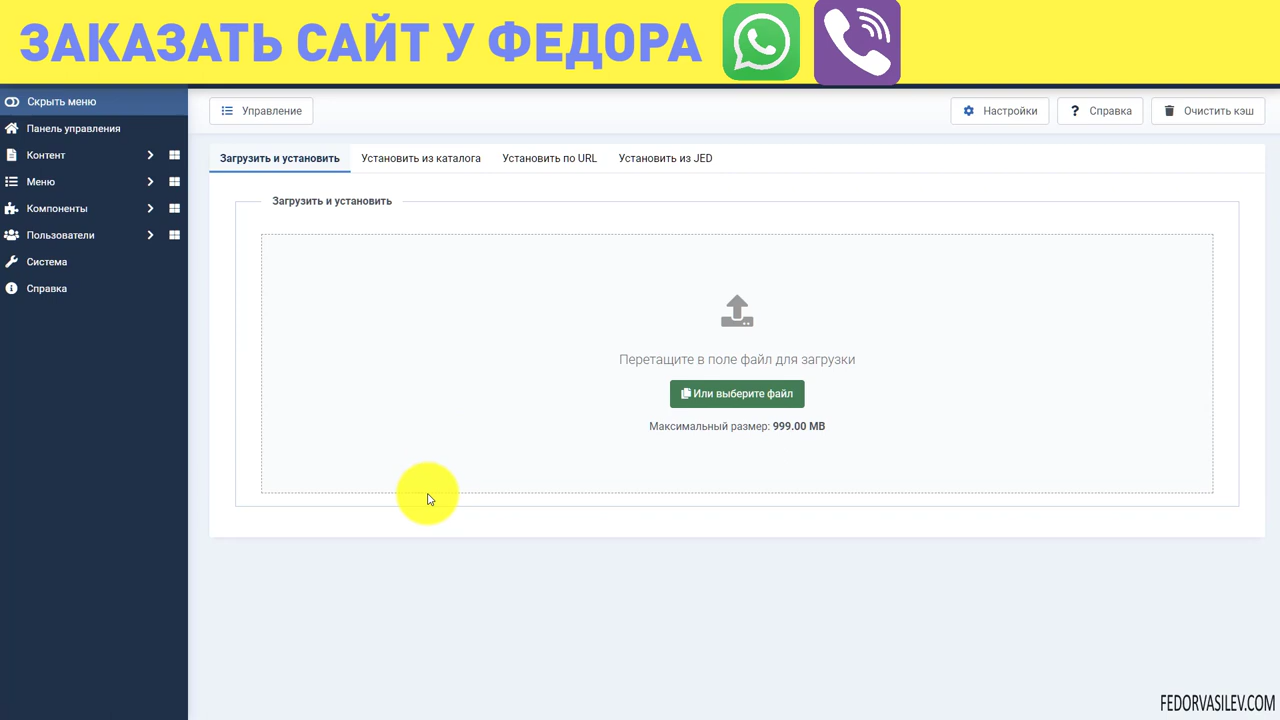 ЗАКАЗАТЬ САЙТ У ФЕДОРА
Скрыть меню
Панель управления
Контент
Меню
Компоненты
Пользователи
Система
Справка
Управление
Настройки
? Справка
Очистить кэш
Загрузить и установить
Установить из каталога
Установить по URL
Установить из JED
Загрузить и установить
Перетащите в поле файл для загрузки
Или выберите файл
Максимальный размер: 999.00 MB
FEDORVASILEV.COM